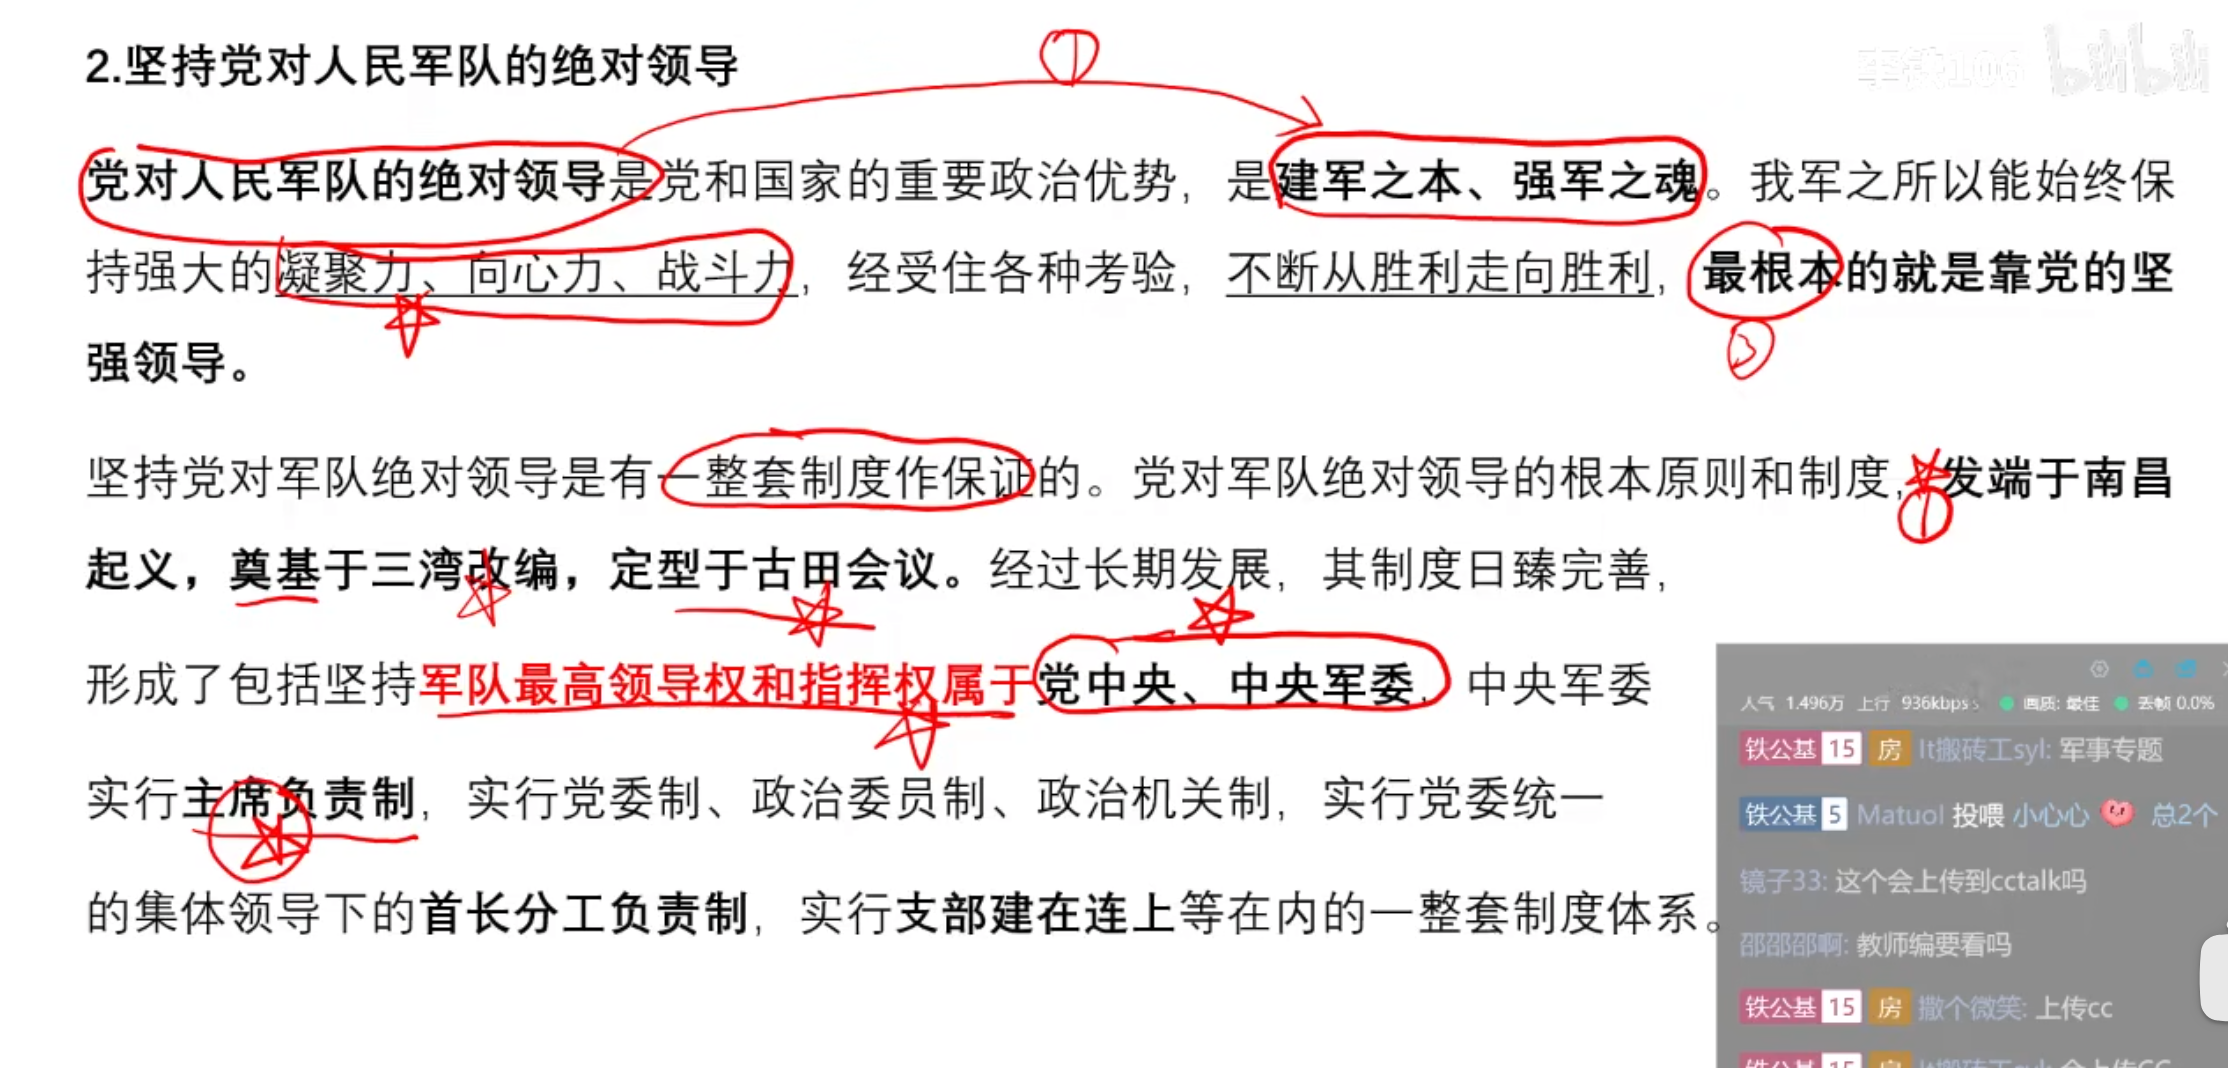 2.坚持党对人民军队的绝对领导
①
党对人民军队的绝对领导是党和国家的重要政治优势，是建军之本、强军之魂。我军之所以能始终保
持强大的凝聚力、向心力、战斗力，经受住各种考验，不断从胜利走向胜利，最根本的就是靠党的坚
强领导。
坚持党对军队绝对领导是有一整套制度作保证的。党对军队绝对领导的根本原则和制度，发端于南昌
①
起义，奠基于三湾改编，定型于古田会议。经过长期发展，其制度日臻完善，
形成了包括坚持军队最高领导权和指挥权属于党中央、中央军委，中央军委
实行主席负责制，实行党委制、政治委员制、政治机关制，实行党委统一
的集体领导下的首长分工负责制，实行支部建在连上等在内的一整套制度体系。
bilibili
人气 1.496万 上行 936kbps 画质: 最佳 丢帧 0.0%
铁公基 15 房 lt搬砖工syl: 军事专题
铁公基 5 Matuol 投喂 小心心 总2个
镜子33: 这个会上传到cctalk吗
邵邵邵啊: 教师编要看吗
铁公基 15 房 撒个微笑: 上传cc